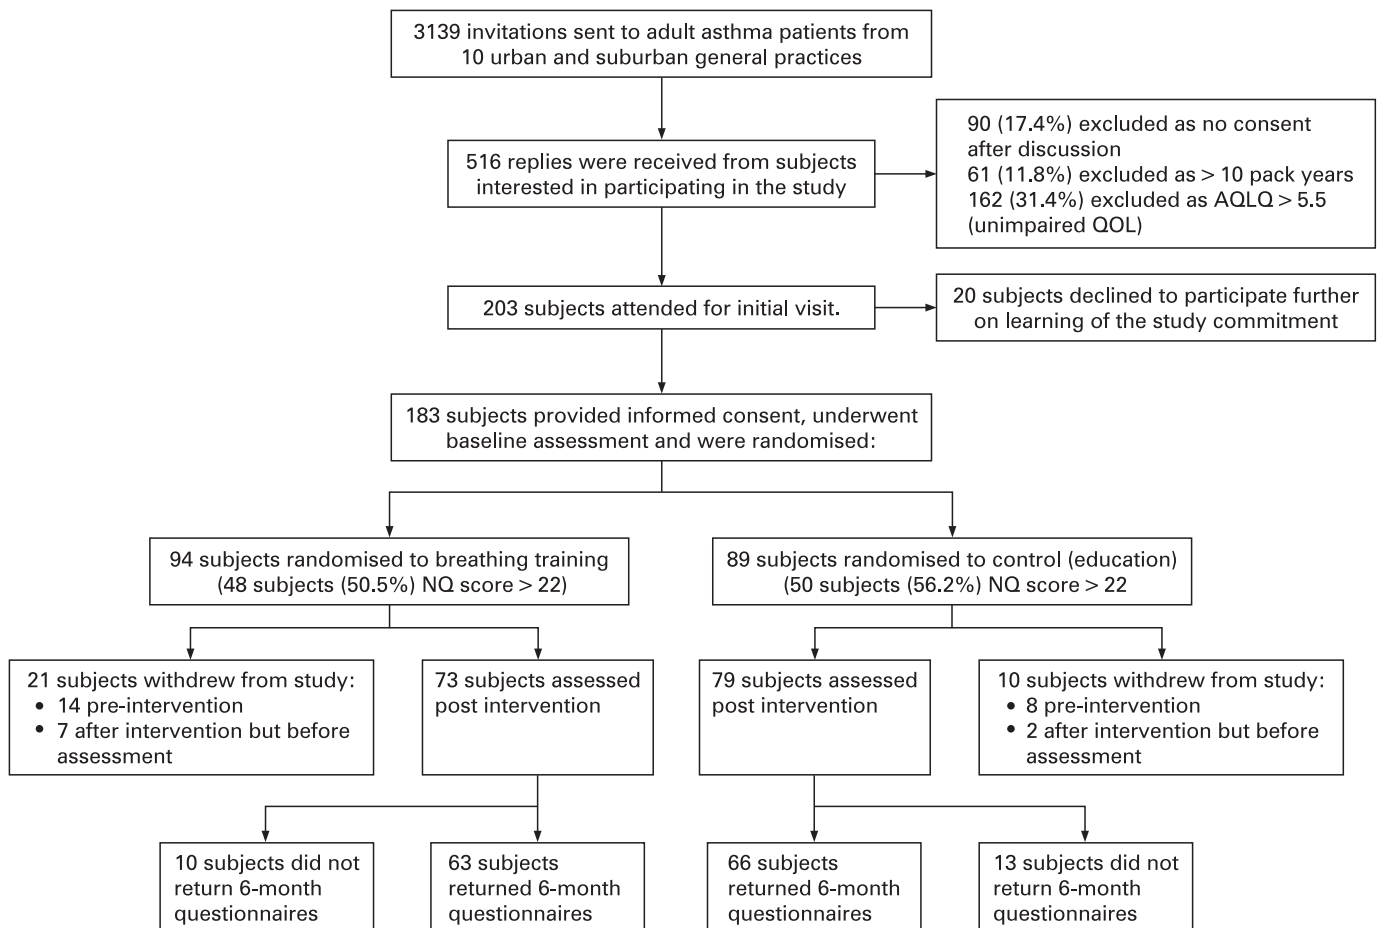 3139 invitations sent to adult asthma patients from
10 urban and suburban general practices
516 replies were received from subjects
interested in participating in the study
90 (17.4%) excluded as no consent
after discussion
61 (11.8%) excluded as > 10 pack years
162 (31.4%) excluded as AQLQ > 5.5
(unimpaired QOL)
203 subjects attended for initial visit.
20 subjects declined to participate further
on learning of the study commitment
183 subjects provided informed consent, underwent
baseline assessment and were randomised:
94 subjects randomised to breathing training
(48 subjects (50.5%) NQ score > 22)
89 subjects randomised to control (education)
(50 subjects (56.2%) NQ score > 22
21 subjects withdrew from study:
• 14 pre-intervention
• 7 after intervention but before
assessment
73 subjects assessed
post intervention
79 subjects assessed
post intervention
10 subjects withdrew from study:
• 8 pre-intervention
• 2 after intervention but before
assessment
10 subjects did not
return 6-month
questionnaires
63 subjects
returned 6-month
questionnaires
66 subjects
returned 6-month
questionnaires
13 subjects did not
return 6-month
questionnaires